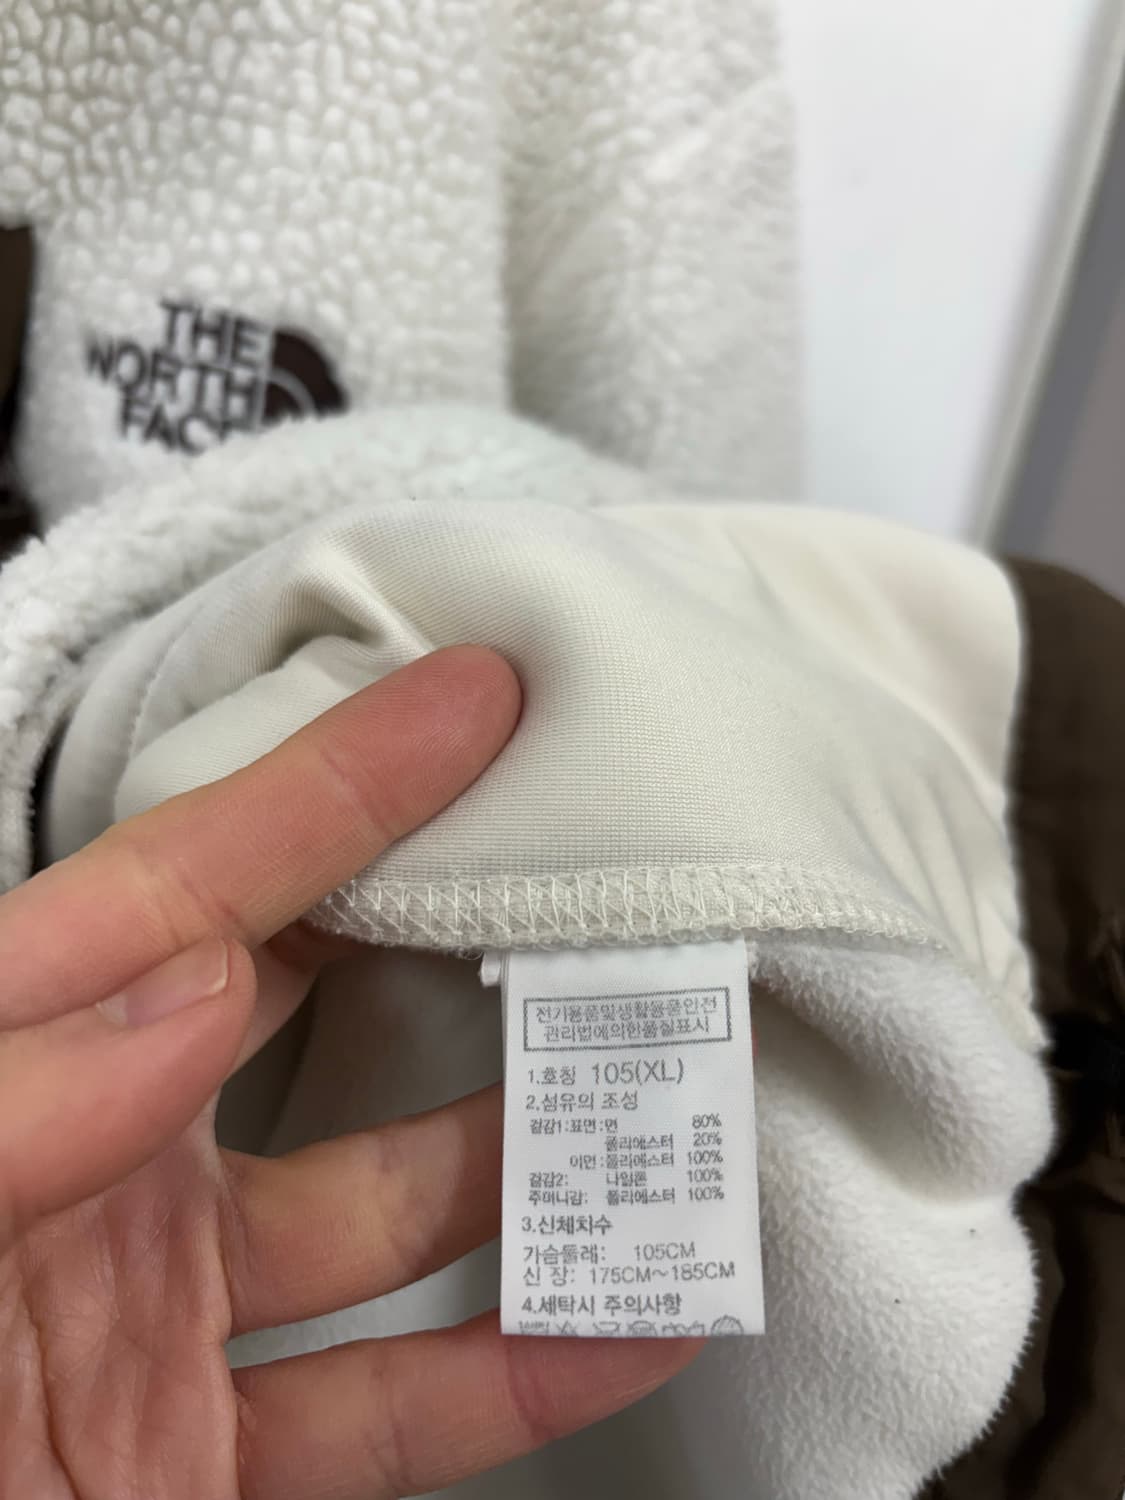 THE
NORTH
FACE
전기용품및생활용품안전
관리법에의한품질표시
1.호칭 105(XL)
2.섬유의 조성
겉감1:표면:면 80%
폴리에스터 20%
이면:폴리에스터 100%
겉감2: 나일론 100%
주머니감: 폴리에스터 100%
3.신체치수
가슴둘레: 105CM
신 장: 175CM~185CM
4.세탁시 주의사항